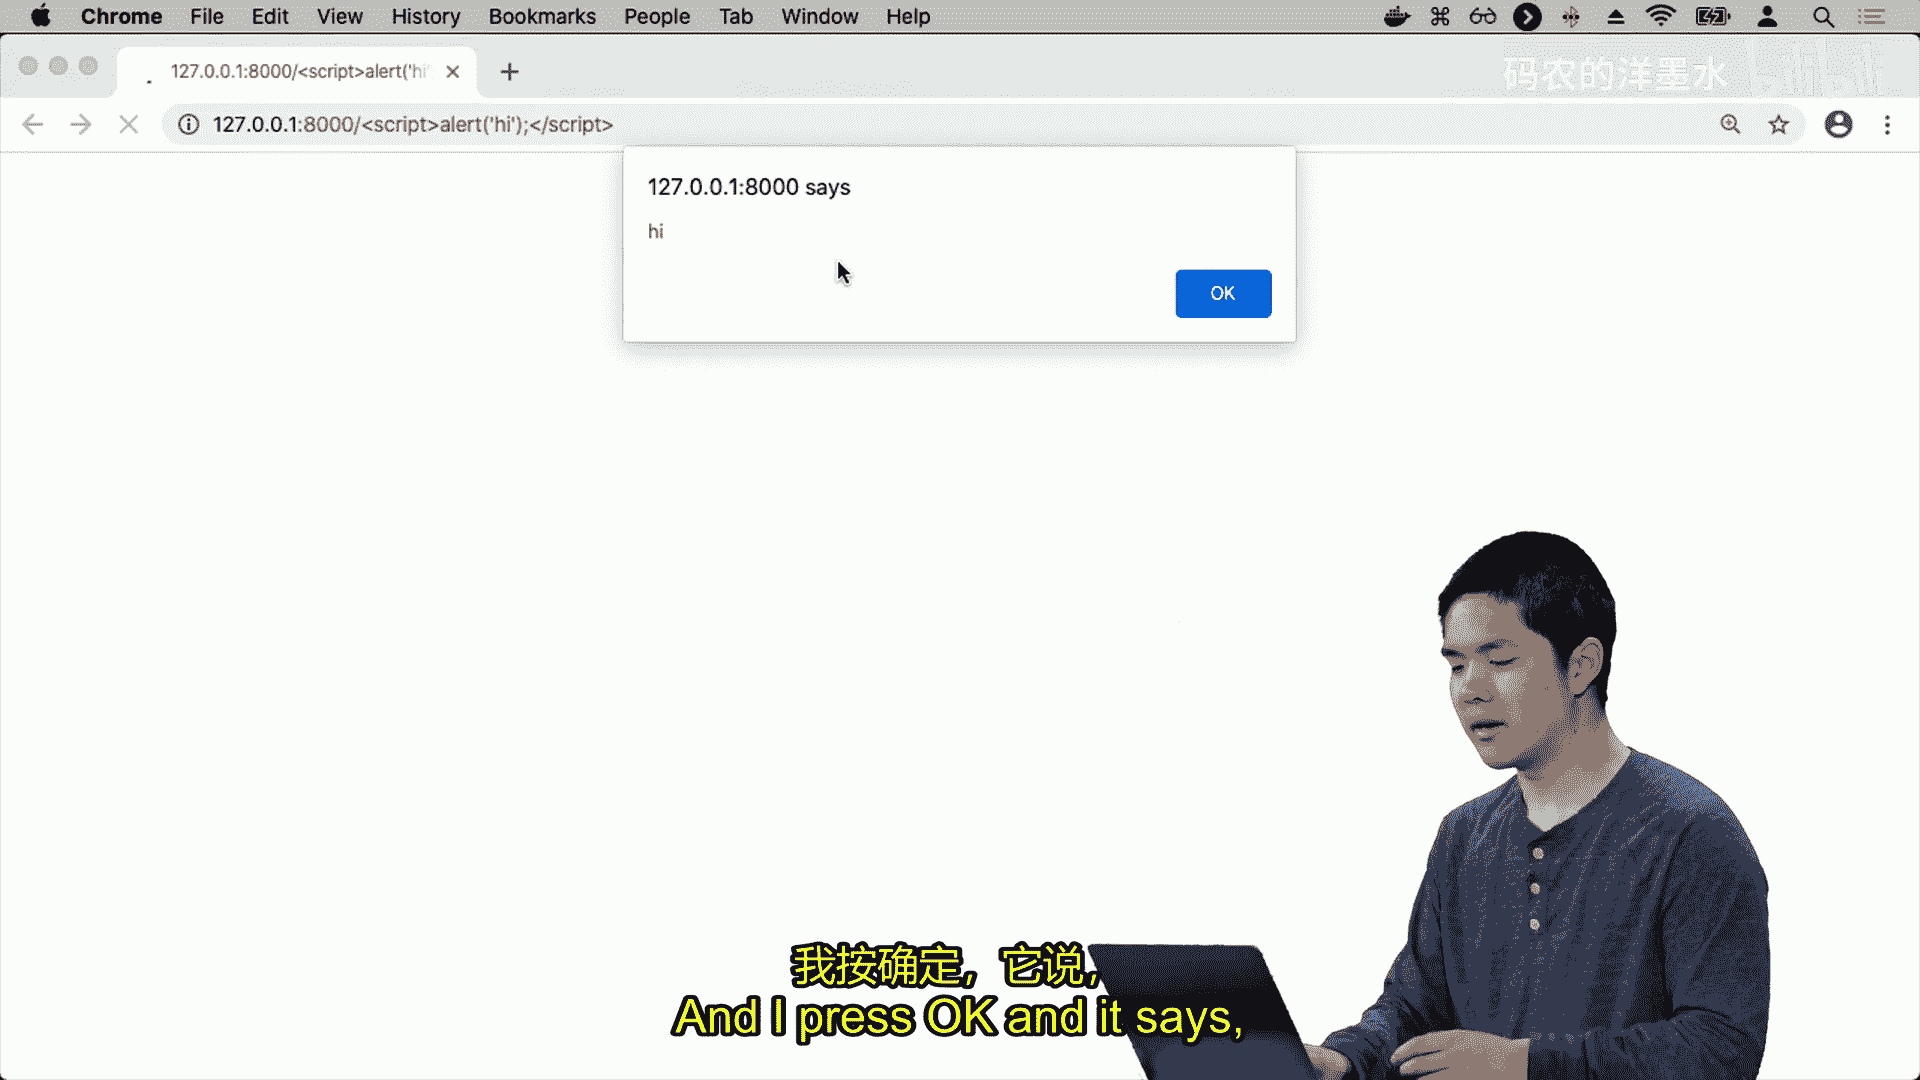 Chrome File Edit View History Bookmarks People Tab Window Help
127.0.0.1:8000/<script>alert('hi'
码农的洋墨水 bilibili
127.0.0.1:8000/<script>alert('hi');</script>
127.0.0.1:8000 says
hi
OK
我按确定，它说，
And I press OK and it says,